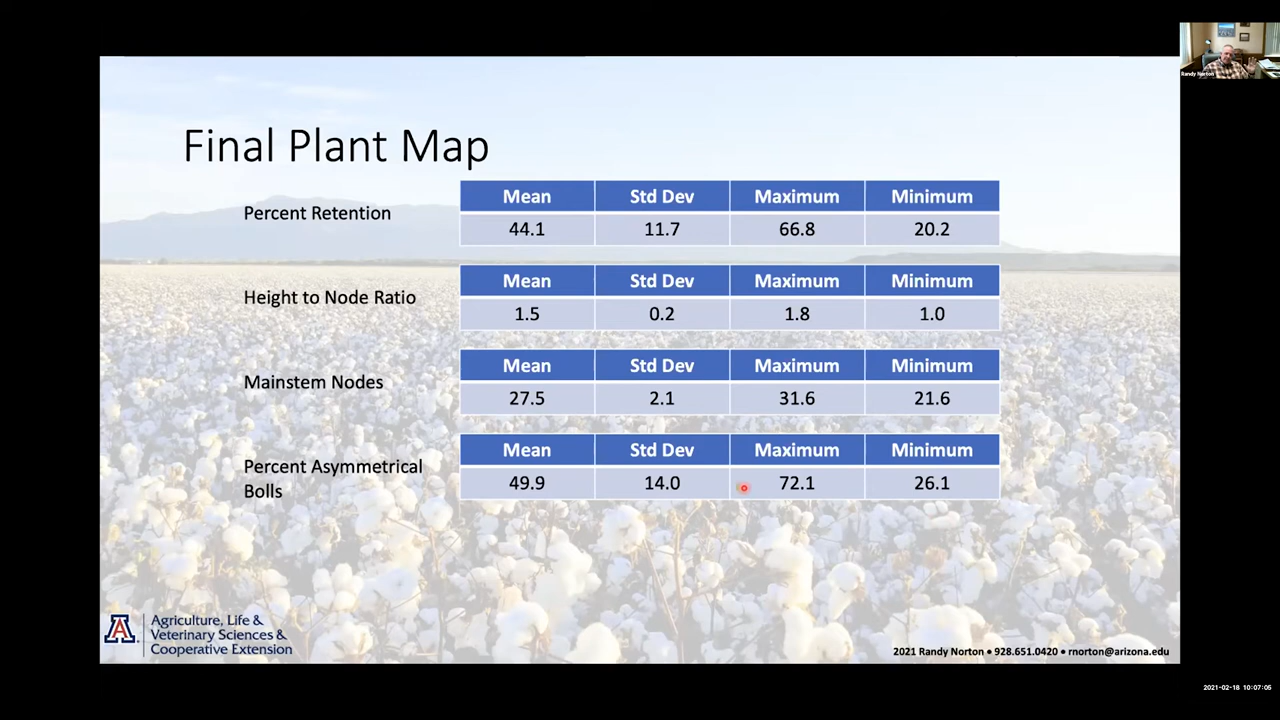 Randy Norton
Final Plant Map
Percent Retention
Mean Std Dev Maximum Minimum
44.1 11.7 66.8 20.2
Height to Node Ratio
Mean Std Dev Maximum Minimum
1.5 0.2 1.8 1.0
Mainstem Nodes
Mean Std Dev Maximum Minimum
27.5 2.1 31.6 21.6
Percent Asymmetrical
Bolls
Mean Std Dev Maximum Minimum
49.9 14.0 72.1 26.1
A
Agriculture, Life &
Veterinary Sciences &
Cooperative Extension
2021 Randy Norton ● 928.651.0420 ● rnorton@arizona.edu
2021-02-18 10:07:05